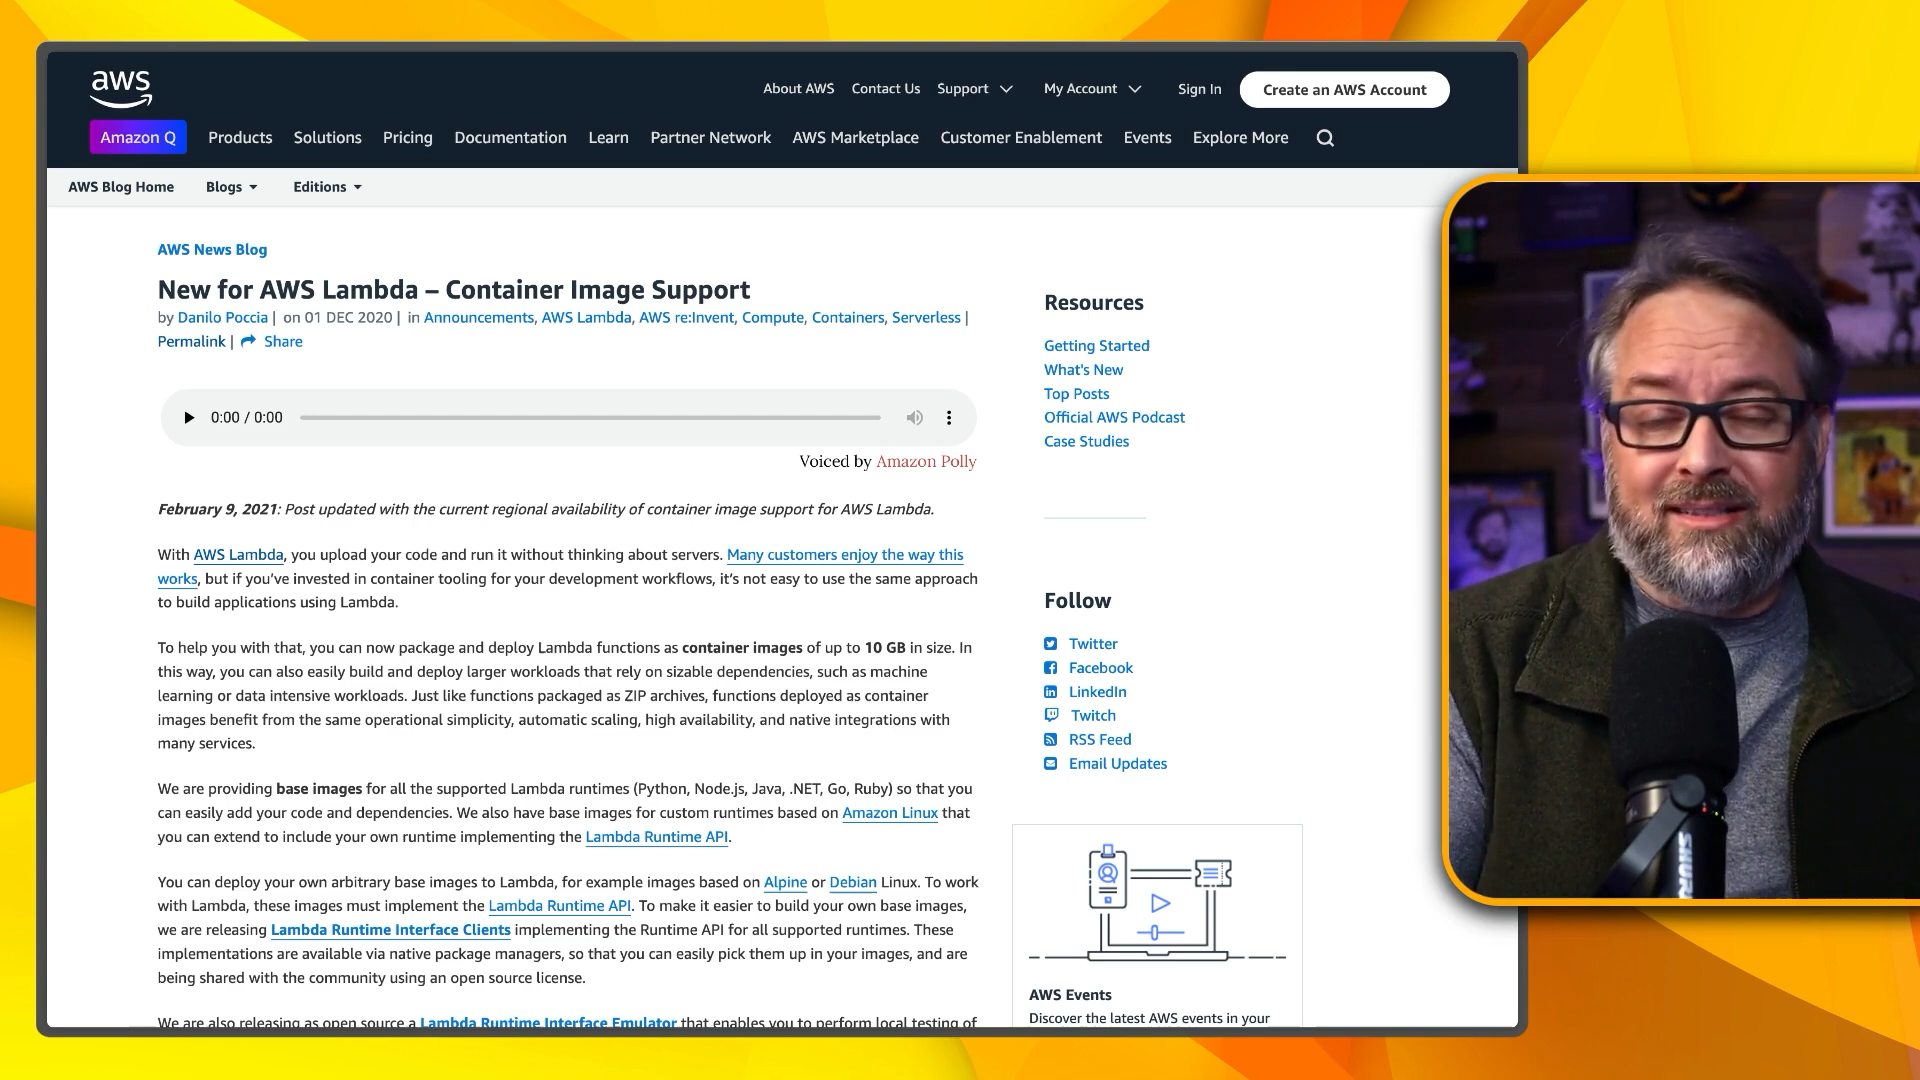 aws
About AWS Contact Us Support My Account Sign In Create an AWS Account
Amazon Q Products Solutions Pricing Documentation Learn Partner Network AWS Marketplace Customer Enablement Events Explore More
AWS Blog Home Blogs Editions
AWS News Blog
New for AWS Lambda – Container Image Support
by Danilo Poccia | on 01 DEC 2020 | in Announcements, AWS Lambda, AWS re:Invent, Compute, Containers, Serverless |
Permalink | Share
0:00 / 0:00
Voiced by Amazon Polly
February 9, 2021: Post updated with the current regional availability of container image support for AWS Lambda.
With AWS Lambda, you upload your code and run it without thinking about servers. Many customers enjoy the way this
works, but if you’ve invested in container tooling for your development workflows, it’s not easy to use the same approach
to build applications using Lambda.
To help you with that, you can now package and deploy Lambda functions as container images of up to 10 GB in size. In
this way, you can also easily build and deploy larger workloads that rely on sizable dependencies, such as machine
learning or data intensive workloads. Just like functions packaged as ZIP archives, functions deployed as container
images benefit from the same operational simplicity, automatic scaling, high availability, and native integrations with
many services.
We are providing base images for all the supported Lambda runtimes (Python, Node.js, Java, .NET, Go, Ruby) so that you
can easily add your code and dependencies. We also have base images for custom runtimes based on Amazon Linux that
you can extend to include your own runtime implementing the Lambda Runtime API.
You can deploy your own arbitrary base images to Lambda, for example images based on Alpine or Debian Linux. To work
with Lambda, these images must implement the Lambda Runtime API. To make it easier to build your own base images,
we are releasing Lambda Runtime Interface Clients implementing the Runtime API for all supported runtimes. These
implementations are available via native package managers, so that you can easily pick them up in your images, and are
being shared with the community using an open source license.
We are also releasing as open source a Lambda Runtime Interface Emulator that enables you to perform local testing of
Resources
Getting Started
What's New
Top Posts
Official AWS Podcast
Case Studies
Follow
Twitter
Facebook
LinkedIn
Twitch
RSS Feed
Email Updates
AWS Events
Discover the latest AWS events in your
SHURE